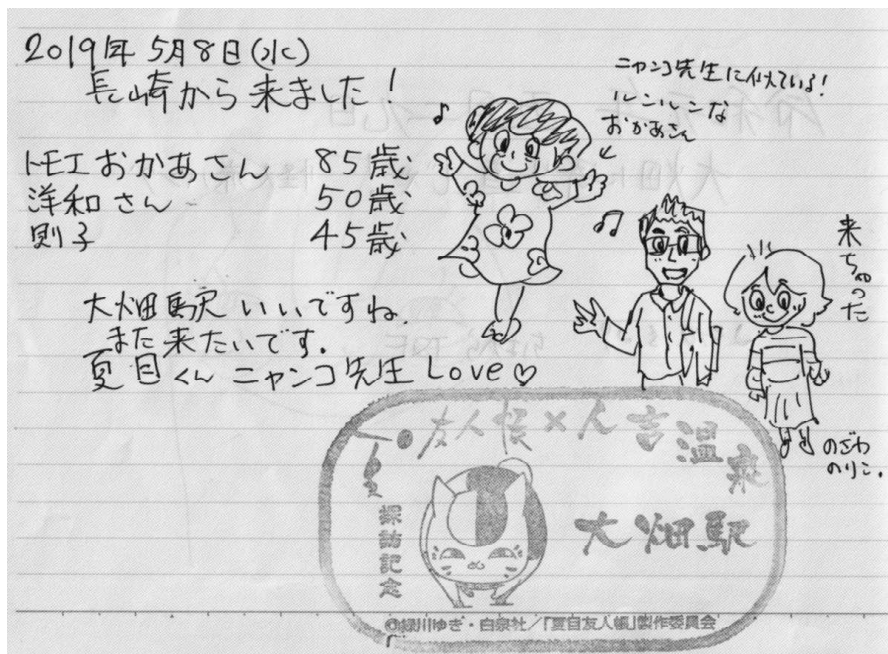 2019年 5月8日(水)
長崎から来ました!
トモエおかあさん 85歳
洋和さん 50歳
則子 45歳
大畑駅いいですね.
また来たいです.
夏目くん ニャンコ先生 Love♡
ニャンコ先生に似ている!
ルンルンな
おかあさん
来ちゃった
のざわ
のりこ.
夏目友人帳×人吉温泉
大畑駅
訪記念
©緑川ゆき・白泉社/「夏目友人帳」製作委員会